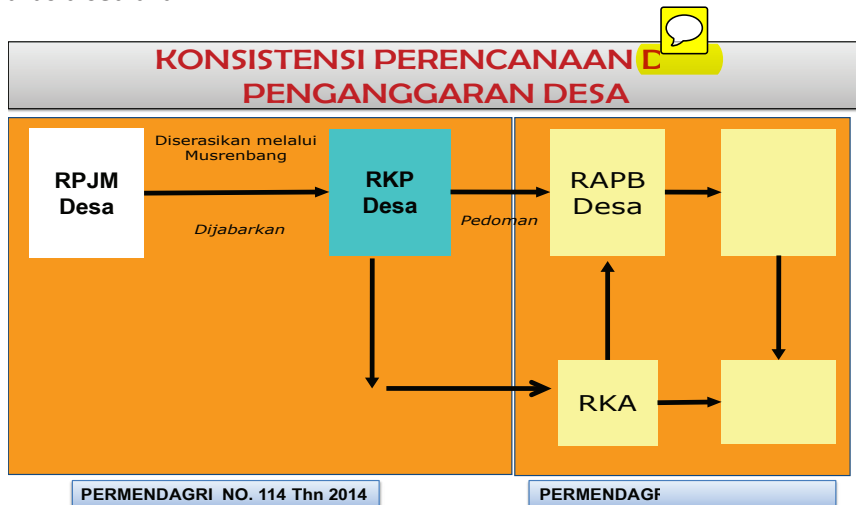 KONSISTENSI PERENCANAAN
PENGANGGARAN DESA
Diserasikan melalui
Musrenbang
RPJM
Desa
Dijabarkan
RKP
Desa
Pedoman
RAPB
Desa
RKA
PERMENDAGRI NO. 114 Thn 2014